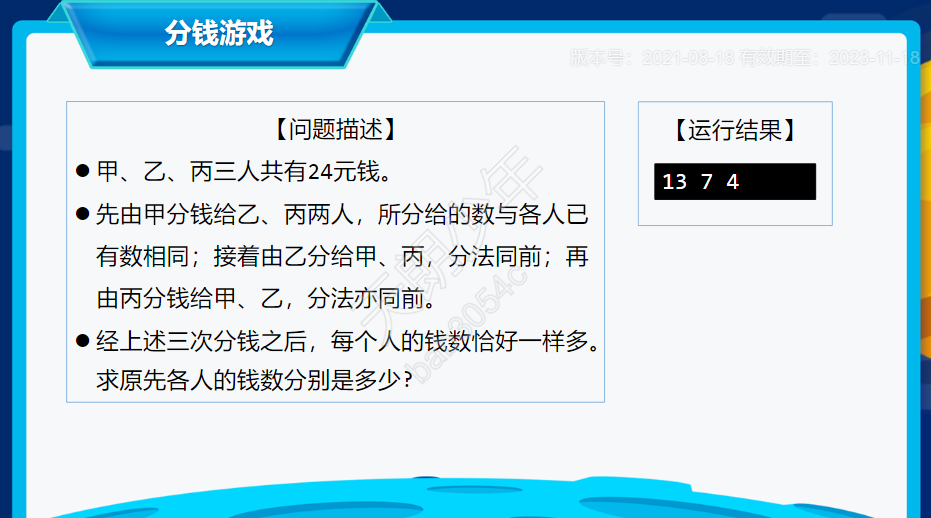 分钱游戏
版本号：2021-08-18 有效期至：2023-11-18
【问题描述】
●甲、乙、丙三人共有24元钱。
●先由甲分钱给乙、丙两人，所分给的数与各人已
有数相同；接着由乙分给甲、丙，分法同前；再
由丙分钱给甲、乙，分法亦同前。
●经上述三次分钱之后，每个人的钱数恰好一样多。
求原先各人的钱数分别是多少？
【运行结果】
13 7 4